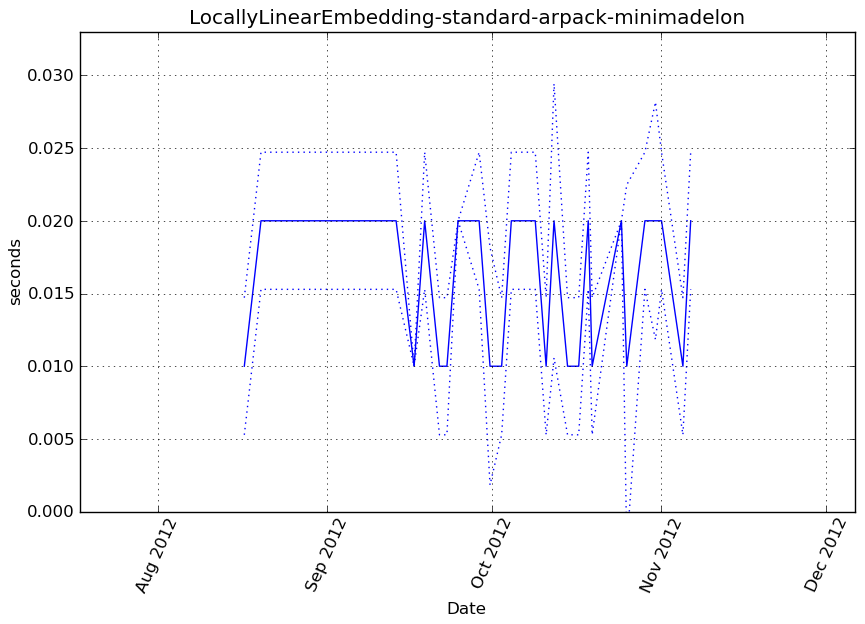 LocallyLinearEmbedding-standard-arpack-minimadelon
0.030
0.025
0.020
0.015
0.010
0.005
0.000
seconds
Aug 2012
Sep 2012
Oct 2012
Nov 2012
Dec 2012
Date